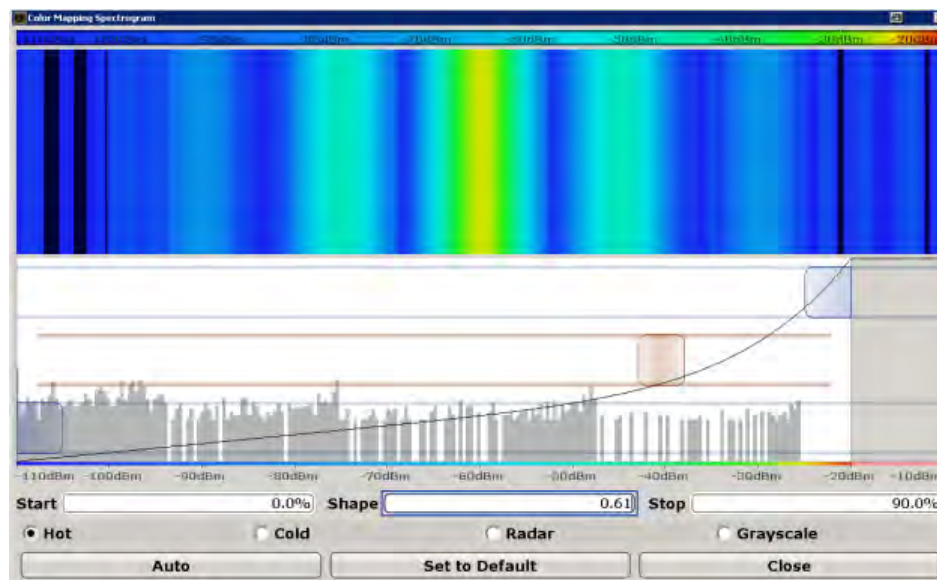 Color Mapping Spectrogram
-110dBm -100dBm -90dBm -80dBm -70dBm -60dBm -50dBm -40dBm -30dBm -20dBm -10dBm
Start 0.0% Shape 0.61 Stop 90.0%
Hot Cold Radar Grayscale
Auto Set to Default Close